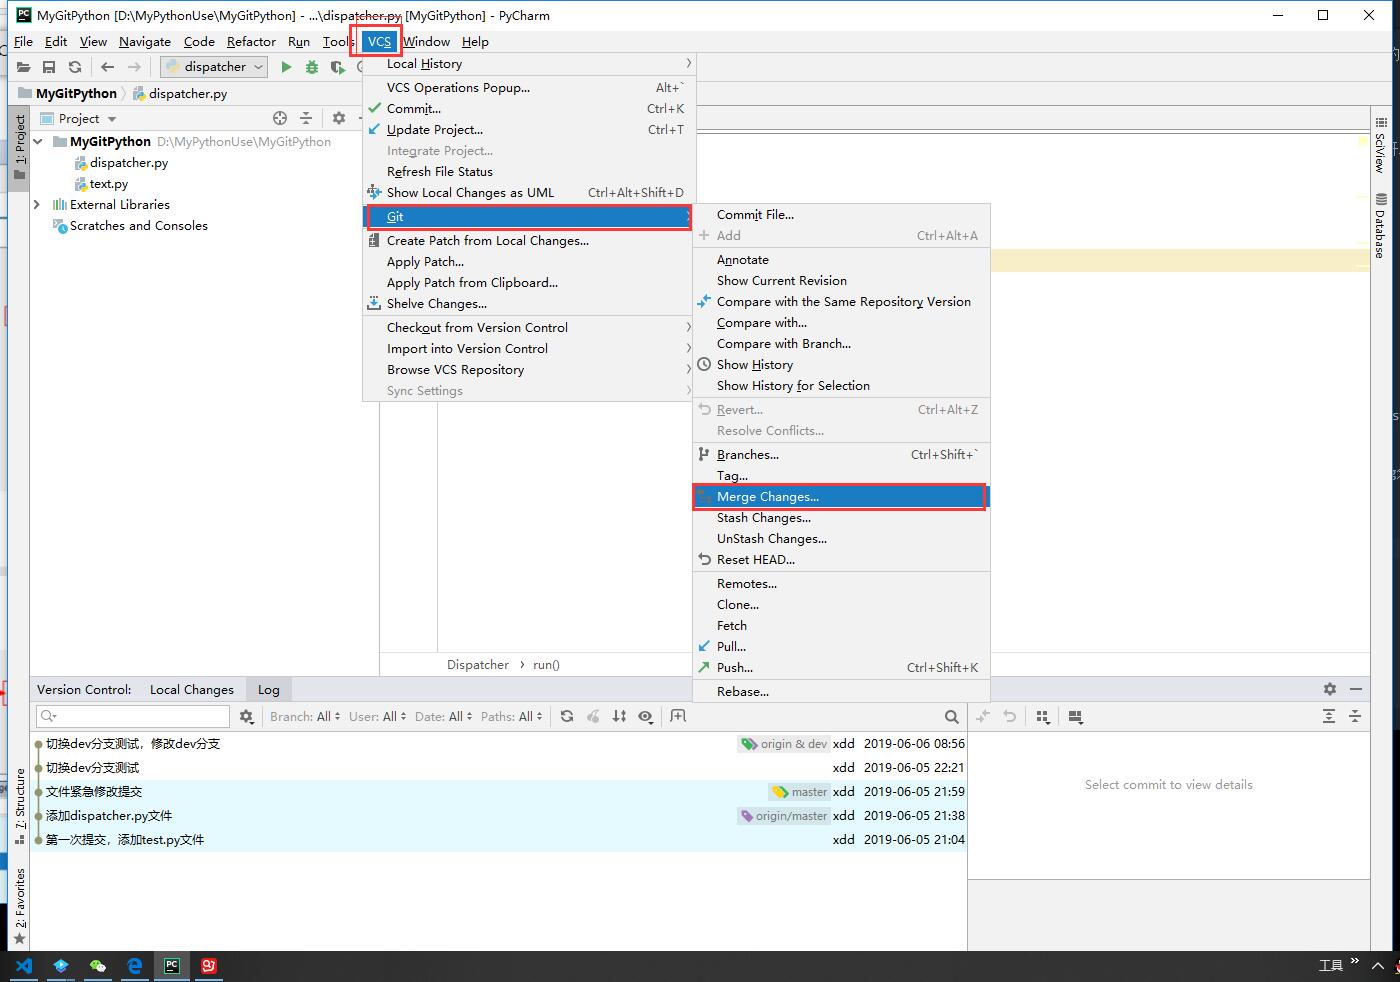 MyGitPython [D:\MyPythonUse\MyGitPython] - ...\dispatcher.py [MyGitPython] - PyCharm
File Edit View Navigate Code Refactor Run Tools VCS Window Help
dispatcher
MyGitPython dispatcher.py
Project
1: Project
MyGitPython D:\MyPythonUse\MyGitPython
dispatcher.py
text.py
External Libraries
Scratches and Consoles
Local History
VCS Operations Popup... Alt+`
Commit... Ctrl+K
Update Project... Ctrl+T
Integrate Project...
Refresh File Status
Show Local Changes as UML Ctrl+Alt+Shift+D
Git
Create Patch from Local Changes...
Apply Patch...
Apply Patch from Clipboard...
Shelve Changes...
Checkout from Version Control
Import into Version Control
Browse VCS Repository
Sync Settings
Commit File...
Add Ctrl+Alt+A
Annotate
Show Current Revision
Compare with the Same Repository Version
Compare with...
Compare with Branch...
Show History
Show History for Selection
Revert... Ctrl+Alt+Z
Resolve Conflicts...
Branches... Ctrl+Shift+`
Tag...
Merge Changes...
Stash Changes...
UnStash Changes...
Reset HEAD...
Remotes...
Clone...
Fetch
Pull...
Push... Ctrl+Shift+K
Rebase...
SciView
Database
Dispatcher › run()
Version Control: Local Changes Log
Branch: All User: All Date: All Paths: All
切换dev分支测试，修改dev分支 origin & dev xdd 2019-06-06 08:56
切换dev分支测试 xdd 2019-06-05 22:21
文件紧急修改提交 master xdd 2019-06-05 21:59
添加dispatcher.py文件 origin/master xdd 2019-06-05 21:38
第一次提交，添加test.py文件 xdd 2019-06-05 21:04
Select commit to view details
7: Structure
2: Favorites
工具